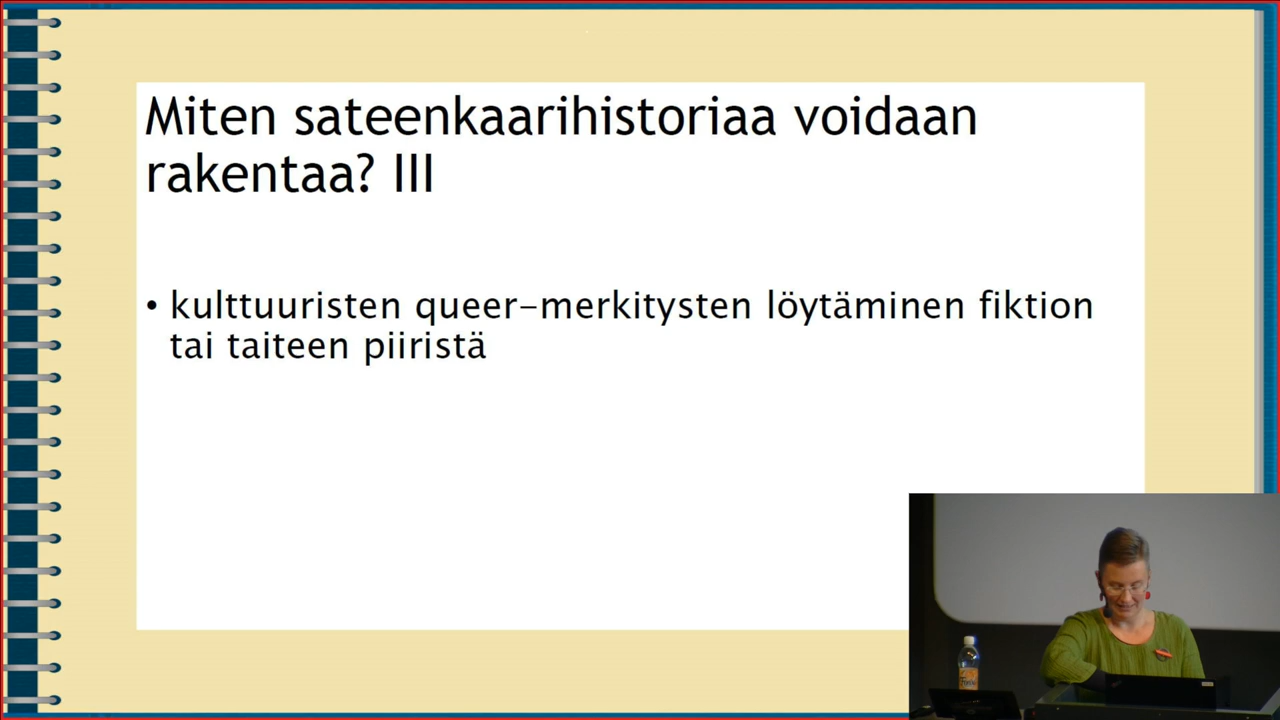 Miten sateenkaarihistoriaa voidaan
rakentaa? III
• kulttuuristen queer-merkitysten löytäminen fiktion
tai taiteen piiristä